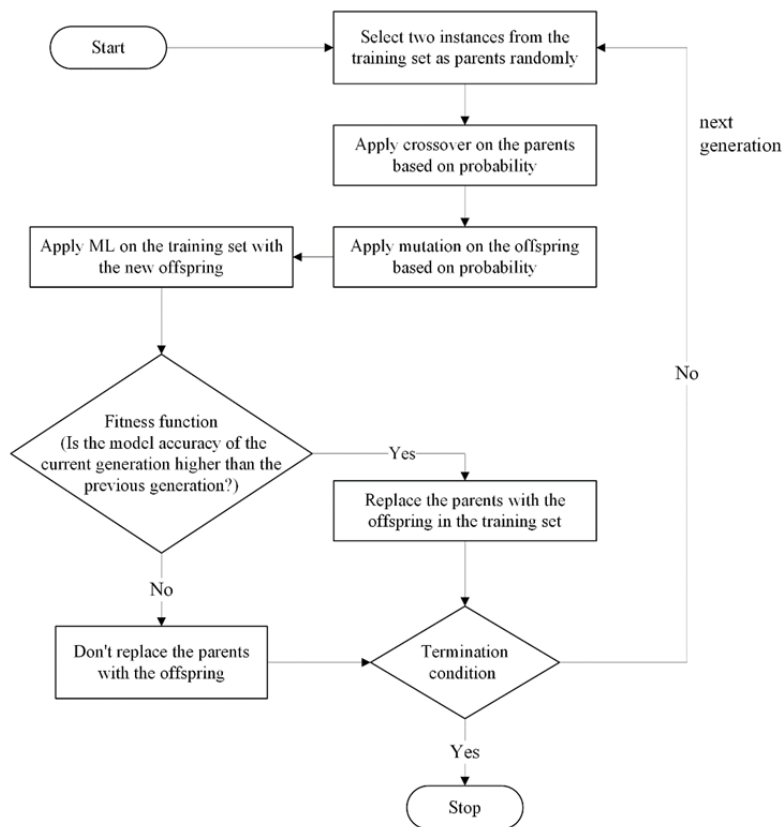 Start
Select two instances from the
training set as parents randomly
next
generation
Apply crossover on the parents
based on probability
Apply ML on the training set with
the new offspring
Apply mutation on the offspring
based on probability
No
Fitness function
(Is the model accuracy of the
current generation higher than the
previous generation?)
Yes
Replace the parents with the
offspring in the training set
No
Don't replace the parents
with the offspring
Termination
condition
Yes
Stop